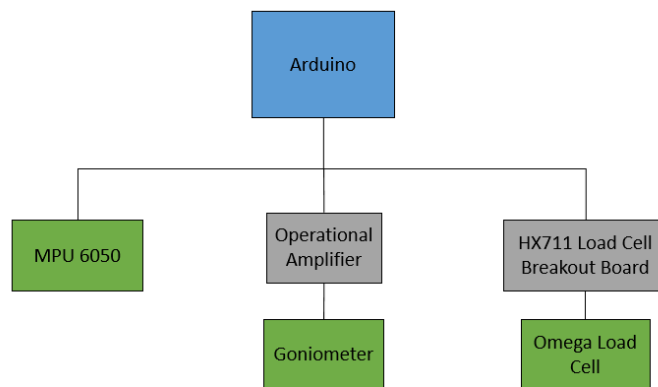 Arduino
MPU 6050
Operational
Amplifier
HX711 Load Cell
Breakout Board
Goniometer
Omega Load
Cell